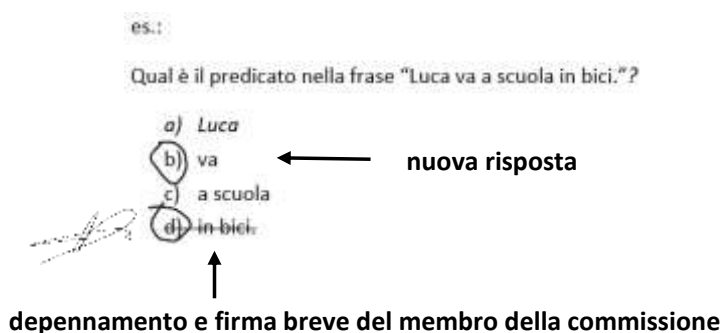 es.:
Qual è il predicato nella frase “Luca va a scuola in bici.”?
a) Luca
b) va
nuova risposta
c) a scuola
d) in bici.
depennamento e firma breve del membro della commissione